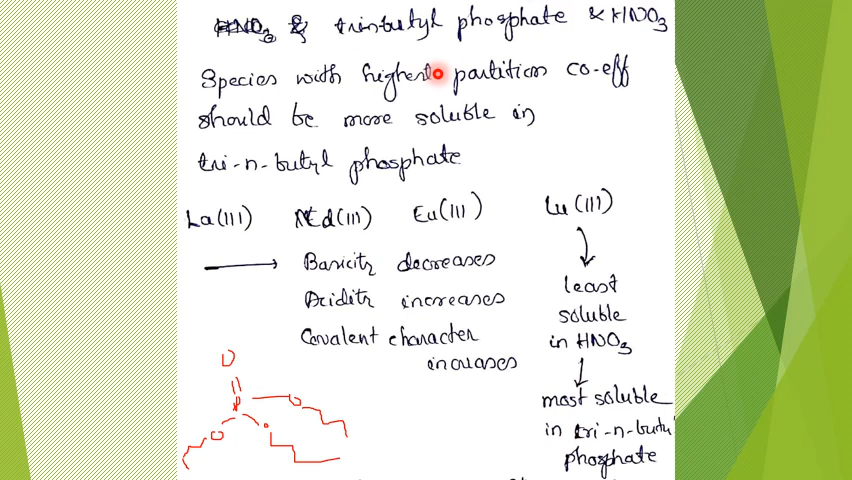 HNO3 & tri-n-butyl phosphate & HNO3
Species with highest partition co-eff
should be more soluble in
tri-n-butyl phosphate
La(III) Nd(III) Eu(III) Lu(III)
Basicity decreases
Acidity increases
Covalent character
increases
least
soluble
in HNO3
most soluble
in tri-n-butyl
phosphate
O
P
O
O